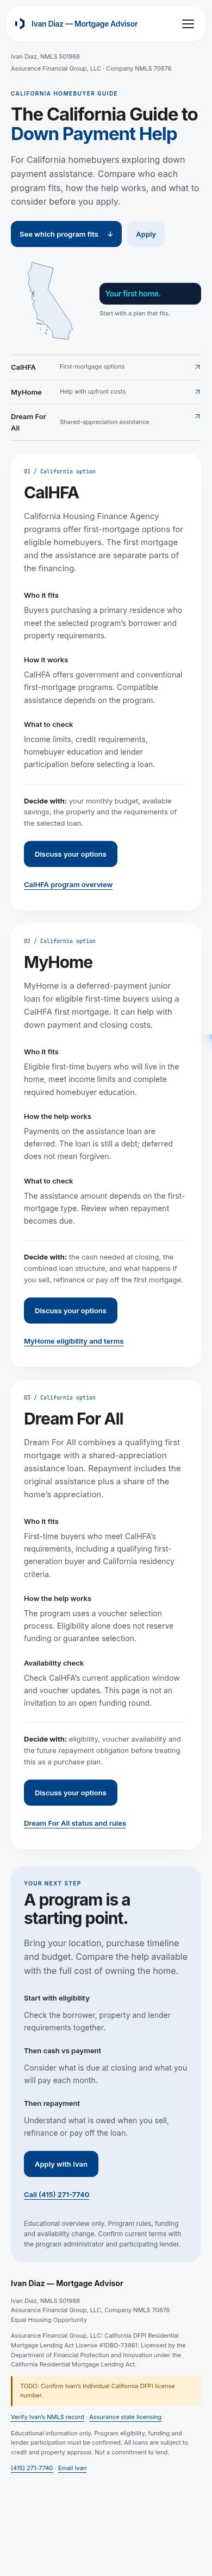 Ivan Diaz — Mortgage Advisor
Ivan Diaz, NMLS 501968
Assurance Financial Group, LLC · Company NMLS 70876
CALIFORNIA HOMEBUYER GUIDE
The California Guide to
Down Payment Help
For California homebuyers exploring down
payment assistance. Compare who each
program fits, how the help works, and what to
consider before you apply.
See which program fits ↓
Apply
Your first home.
Start with a plan that fits.
CalHFA First-mortgage options ↗
MyHome Help with upfront costs ↗
Dream For
All
Shared-appreciation assistance ↗
01 / California option
CalHFA
California Housing Finance Agency
programs offer first-mortgage options for
eligible homebuyers. The first mortgage
and the assistance are separate parts of
the financing.
Who it fits
Buyers purchasing a primary residence who
meet the selected program's borrower and
property requirements.
How it works
CalHFA offers government and conventional
first-mortgage programs. Compatible
assistance depends on the program.
What to check
Income limits, credit requirements,
homebuyer education and lender
participation before selecting a loan.
Decide with: your monthly budget, available
savings, the property and the requirements of
the selected loan.
Discuss your options
CalHFA program overview
02 / California option
MyHome
MyHome is a deferred-payment junior
loan for eligible first-time buyers using a
CalHFA first mortgage. It can help with
down payment and closing costs.
Who it fits
Eligible first-time buyers who will live in the
home, meet income limits and complete
required homebuyer education.
How the help works
Payments on the assistance loan are
deferred. The loan is still a debt; deferred
does not mean forgiven.
What to check
The assistance amount depends on the first-
mortgage type. Review when repayment
becomes due.
Decide with: the cash needed at closing, the
combined loan structure, and what happens if
you sell, refinance or pay off the first mortgage.
Discuss your options
MyHome eligibility and terms
03 / California option
Dream For All
Dream For All combines a qualifying first
mortgage with a shared-appreciation
assistance loan. Repayment includes the
original assistance plus a share of the
home's appreciation.
Who it fits
First-time buyers who meet CalHFA's
requirements, including a qualifying first-
generation buyer and California residency
criteria.
How the help works
The program uses a voucher selection
process. Eligibility alone does not reserve
funding or guarantee selection.
Availability check
Check CalHFA's current application window
and voucher updates. This page is not an
invitation to an open funding round.
Decide with: eligibility, voucher availability and
the future repayment obligation before treating
this as a purchase plan.
Discuss your options
Dream For All status and rules
YOUR NEXT STEP
A program is a
starting point.
Bring your location, purchase timeline
and budget. Compare the help available
with the full cost of owning the home.
Start with eligibility
Check the borrower, property and lender
requirements together.
Then cash vs payment
Consider what is due at closing and what you
will pay each month.
Then repayment
Understand what is owed when you sell,
refinance or pay off the loan.
Apply with Ivan
Call (415) 271-7740
Educational overview only. Program rules, funding
and availability change. Confirm current terms with
the program administrator and participating lender.
Ivan Diaz — Mortgage Advisor
Ivan Diaz, NMLS 501968
Assurance Financial Group, LLC, Company NMLS 70876
Equal Housing Opportunity
Assurance Financial Group, LLC: California DFPI Residential
Mortgage Lending Act License 41DBO-73861. Licensed by the
Department of Financial Protection and Innovation under the
California Residential Mortgage Lending Act.
TODO: Confirm Ivan's individual California DFPI license
number.
Verify Ivan's NMLS record · Assurance state licensing
Educational information only. Program eligibility, funding and
lender participation must be confirmed. All loans are subject to
credit and property approval. Not a commitment to lend.
(415) 271-7740 · Email Ivan